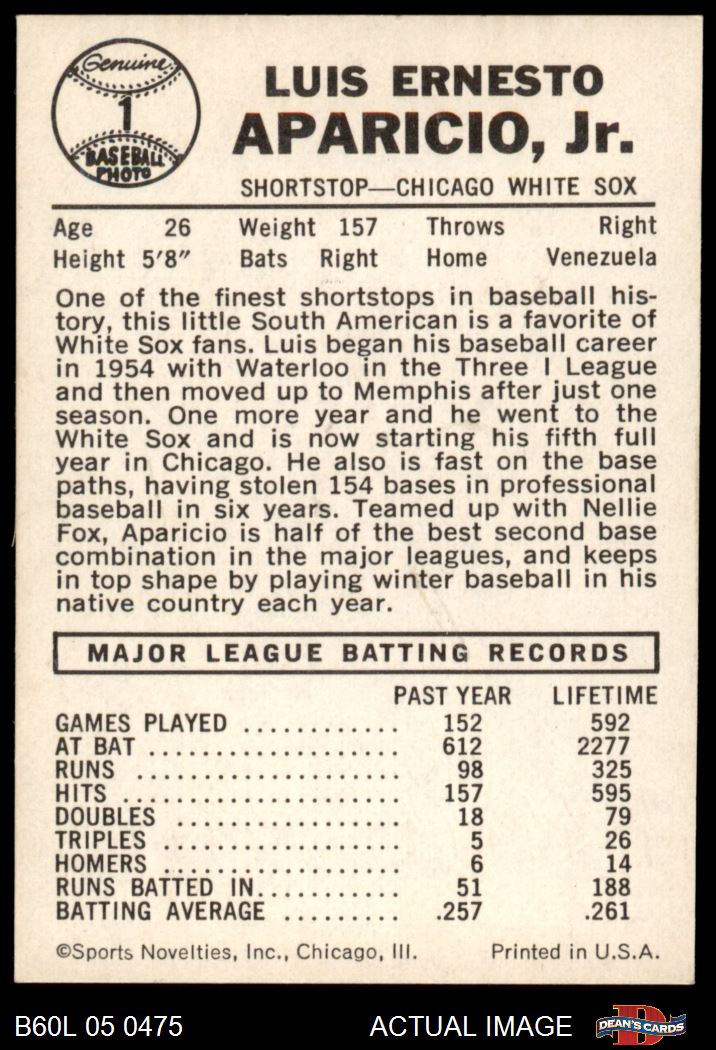 Genuine
1
BASEBALL
PHOTO
LUIS ERNESTO
APARICIO, Jr.
SHORTSTOP—CHICAGO WHITE SOX
Age 26 Weight 157 Throws Right
Height 5'8" Bats Right Home Venezuela
One of the finest shortstops in baseball his-
tory, this little South American is a favorite of
White Sox fans. Luis began his baseball career
in 1954 with Waterloo in the Three I League
and then moved up to Memphis after just one
season. One more year and he went to the
White Sox and is now starting his fifth full
year in Chicago. He also is fast on the base
paths, having stolen 154 bases in professional
baseball in six years. Teamed up with Nellie
Fox, Aparicio is half of the best second base
combination in the major leagues, and keeps
in top shape by playing winter baseball in his
native country each year.
MAJOR LEAGUE BATTING RECORDS
PAST YEAR LIFETIME
GAMES PLAYED ............ 152 592
AT BAT .................... 612 2277
RUNS .................... 98 325
HITS ..................... 157 595
DOUBLES ................. 18 79
TRIPLES .................. 5 26
HOMERS .................. 6 14
RUNS BATTED IN........... 51 188
BATTING AVERAGE ......... .257 .261
©Sports Novelties, Inc., Chicago, Ill. Printed in U.S.A.
B60L 05 0475 ACTUAL IMAGE D DEAN'S CARDS